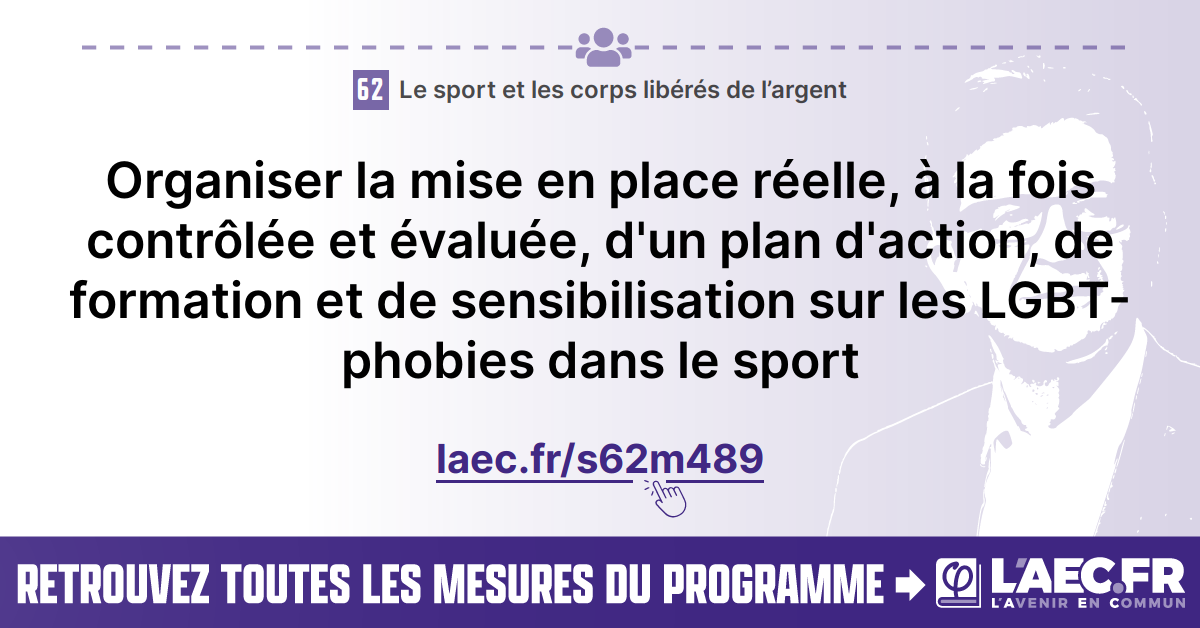 62 Le sport et les corps libérés de l’argent
Organiser la mise en place réelle, à la fois
contrôlée et évaluée, d'un plan d'action, de
formation et de sensibilisation sur les LGBT-
phobies dans le sport
laec.fr/s62m489
RETROUVEZ TOUTES LES MESURES DU PROGRAMME
φ L'AEC.FR
L'AVENIR EN COMMUN